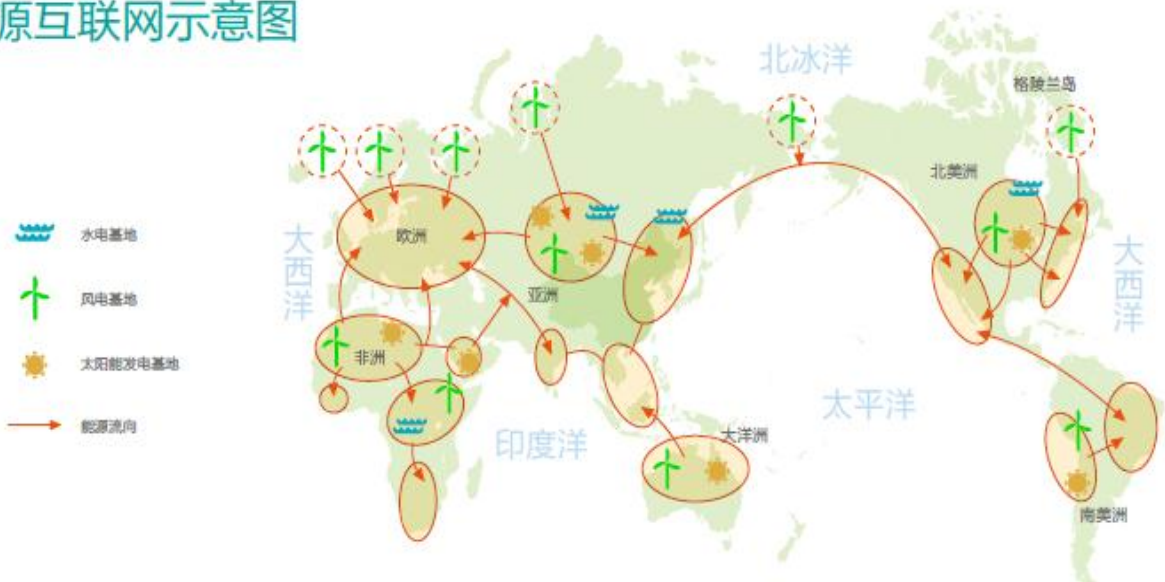 源互联网示意图
北冰洋
格陵兰岛
北美洲
水电基地
大西洋
欧洲
大西洋
风电基地
亚洲
太阳能发电基地
非洲
太平洋
能源流向
印度洋
大洋洲
南美洲